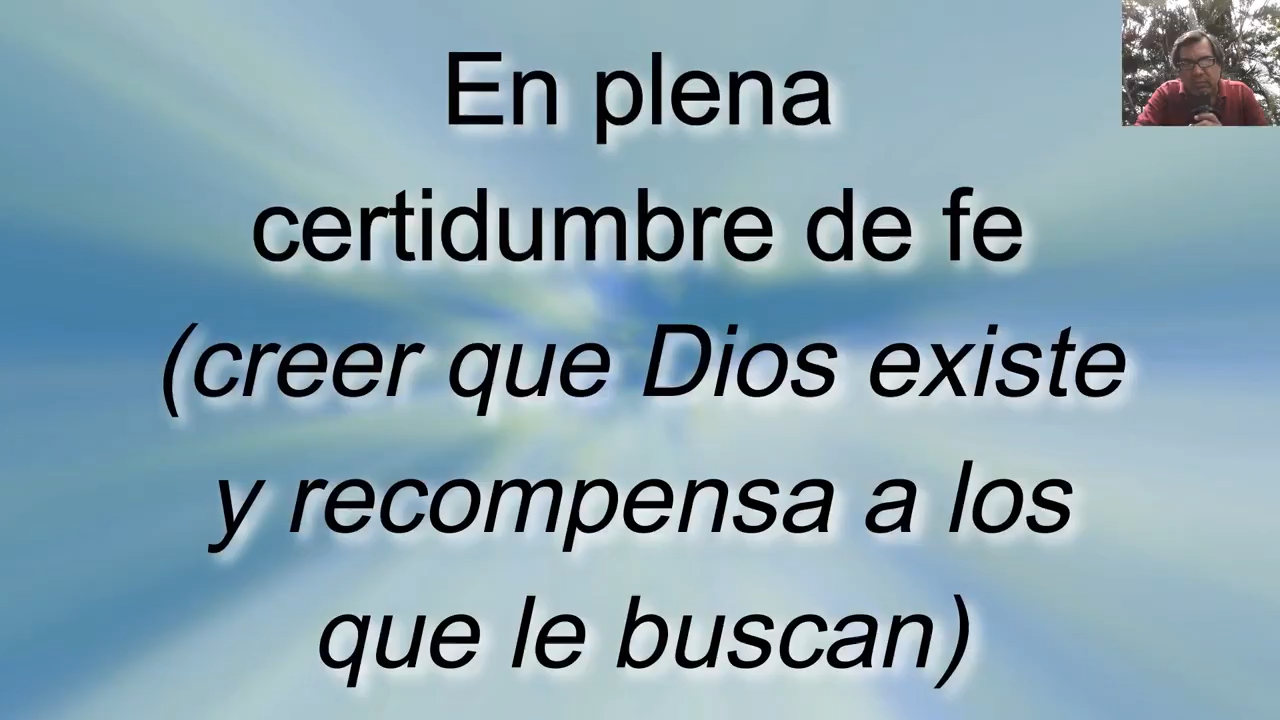 En plena
certidumbre de fe
(creer que Dios existe
y recompensa a los
que le buscan)